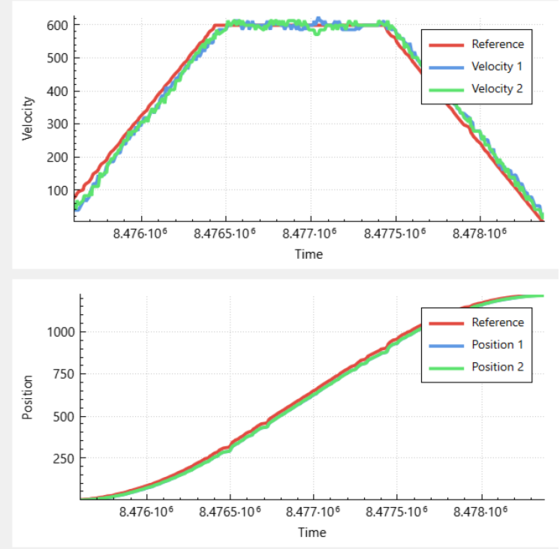 600
500
400
300
200
100
Velocity
8.476·10⁶
8.4765·10⁶
8.477·10⁶
8.4775·10⁶
8.478·10⁶
Time
Reference
Velocity 1
Velocity 2
1000
750
500
250
Position
8.476·10⁶
8.4765·10⁶
8.477·10⁶
8.4775·10⁶
8.478·10⁶
Time
Reference
Position 1
Position 2